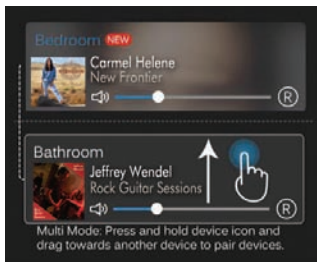 Bedroom NEW
Carmel Helene
New Frontier
R
Bathroom
Jeffrey Wendel
Rock Guitar Sessions
R
Multi Mode: Press and hold device icon and
drag towards another device to pair devices.